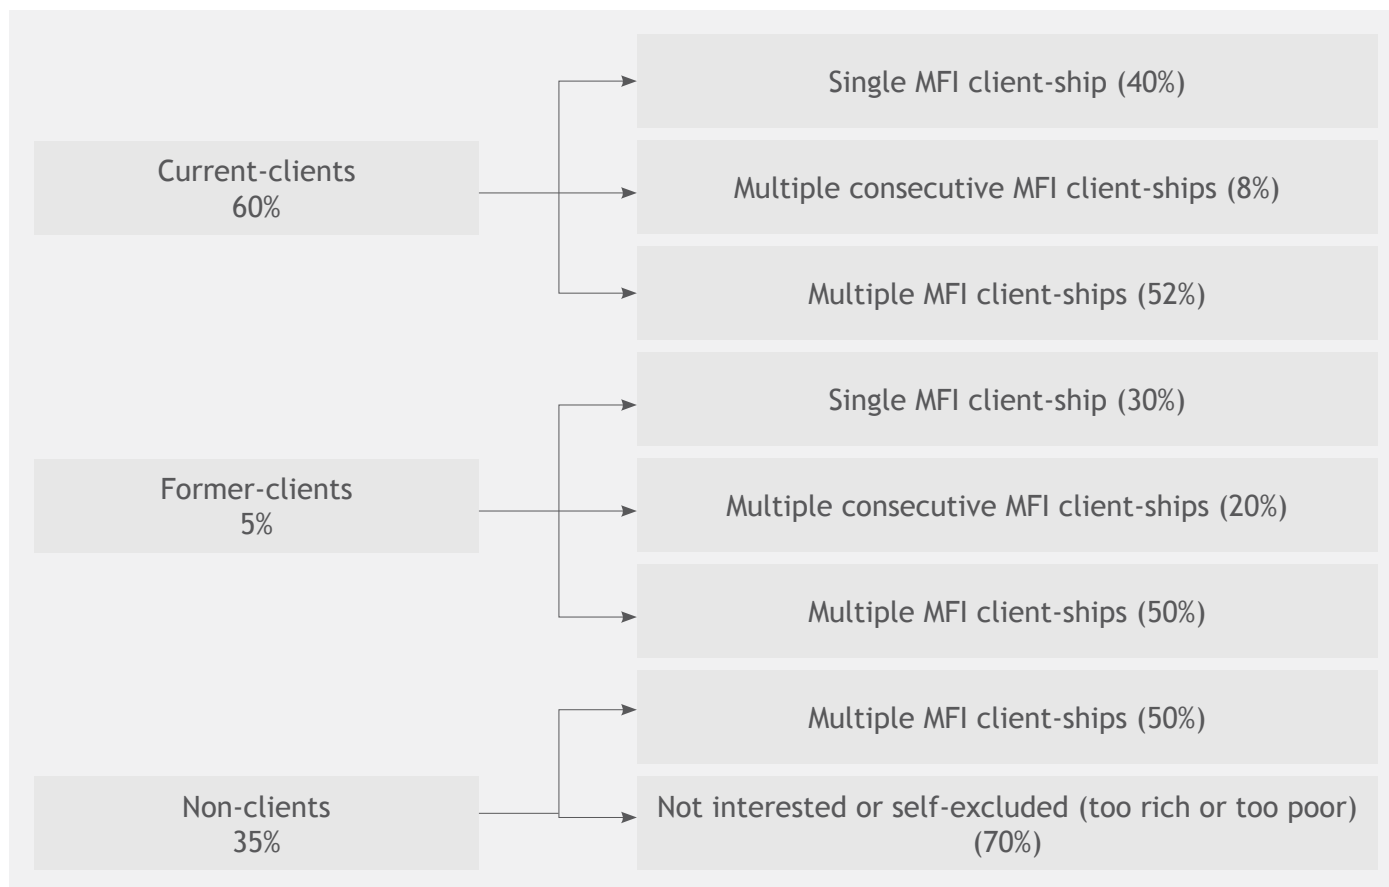 Single MFI client-ship (40%)
Current-clients
60%
Multiple consecutive MFI client-ships (8%)
Multiple MFI client-ships (52%)
Single MFI client-ship (30%)
Former-clients
5%
Multiple consecutive MFI client-ships (20%)
Multiple MFI client-ships (50%)
Multiple MFI client-ships (50%)
Non-clients
35%
Not interested or self-excluded (too rich or too poor)
(70%)